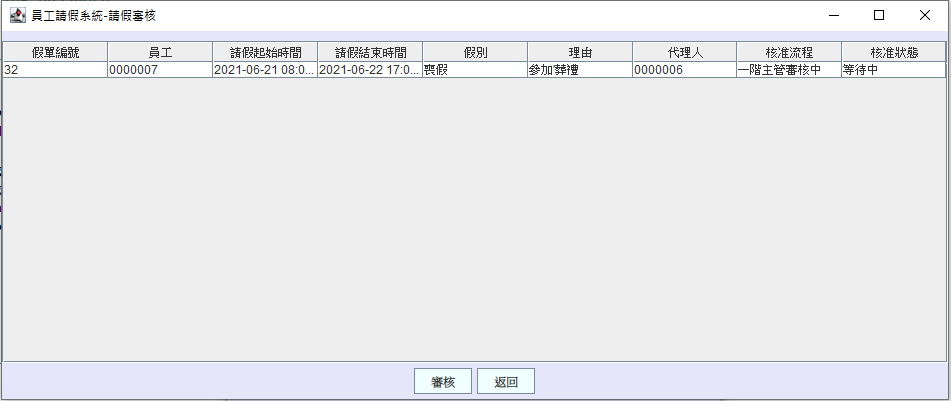 員工請假系統-請假審核
假單編號 員工 請假起始時間 請假結束時間 假別 理由 代理人 核准流程 核准狀態
32 0000007 2021-06-21 08:0... 2021-06-22 17:0... 喪假 參加葬禮 0000006 一階主管審核中 等待中
審核 返回